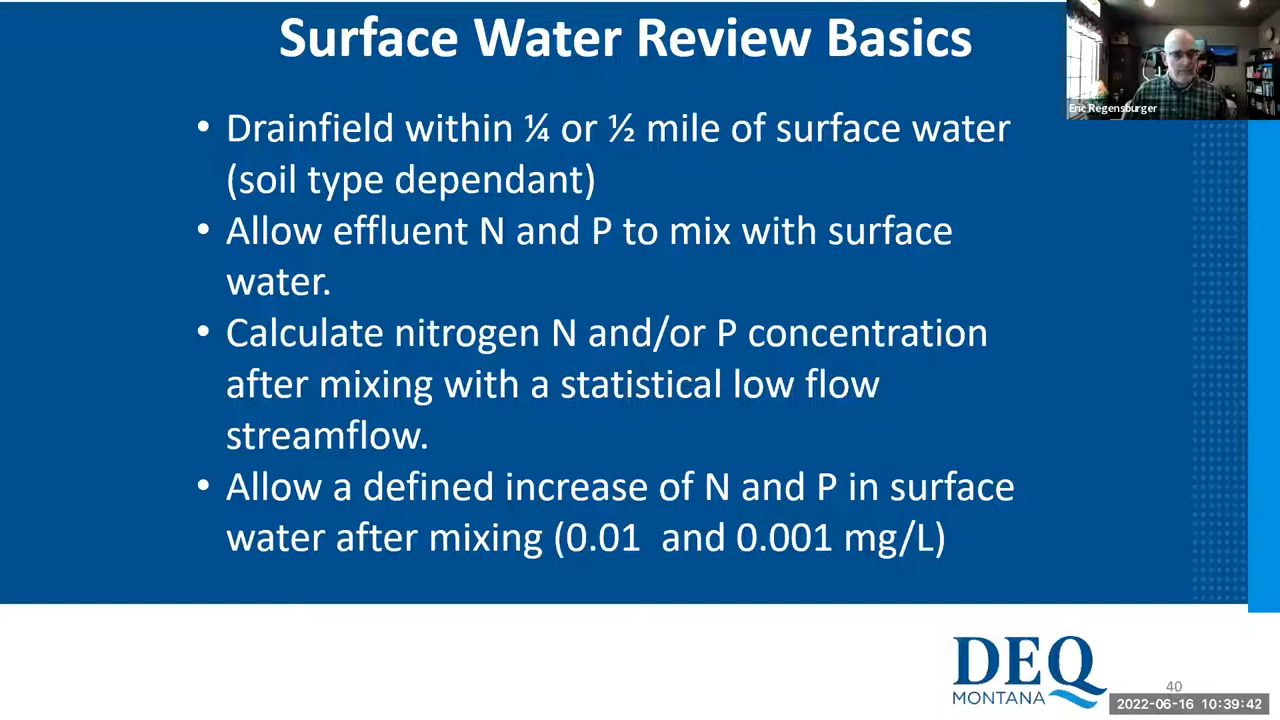 Surface Water Review Basics
Eric Regensburger
• Drainfield within ¼ or ½ mile of surface water
(soil type dependant)
• Allow effluent N and P to mix with surface
water.
• Calculate nitrogen N and/or P concentration
after mixing with a statistical low flow
streamflow.
• Allow a defined increase of N and P in surface
water after mixing (0.01  and 0.001 mg/L)
DEQ
MONTANA
40
2022-06-16 10:39:42